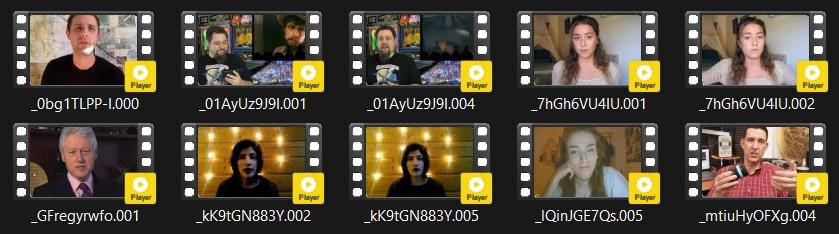 Player
Player
Player
Player
Player
_0bg1TLPP-I.000
_01AyUz9J9I.001
_01AyUz9J9I.004
_7hGh6VU4IU.001
_7hGh6VU4IU.002
Player
Player
Player
Player
Player
_GFregyrwfo.001
_kK9tGN883Y.002
_kK9tGN883Y.005
_lQinJGE7Qs.005
_mtiuHyOFXg.004